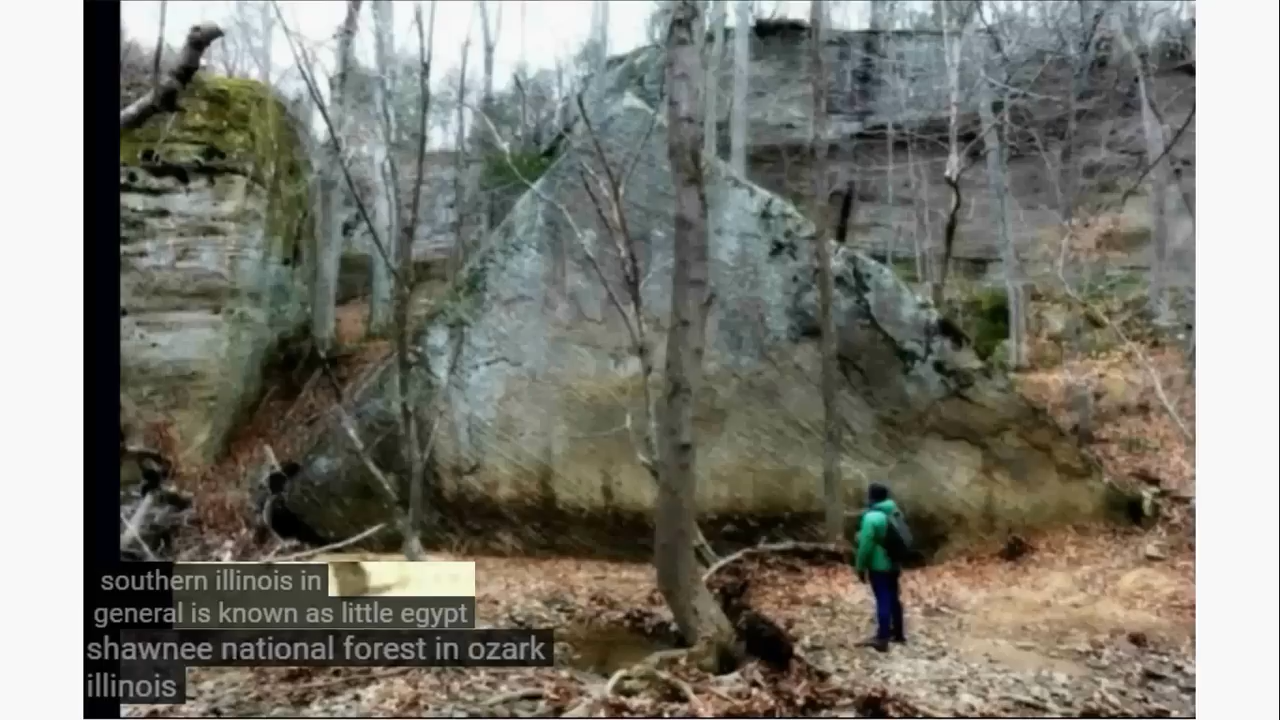 southern illinois in
general is known as little egypt
shawnee national forest in ozark
illinois